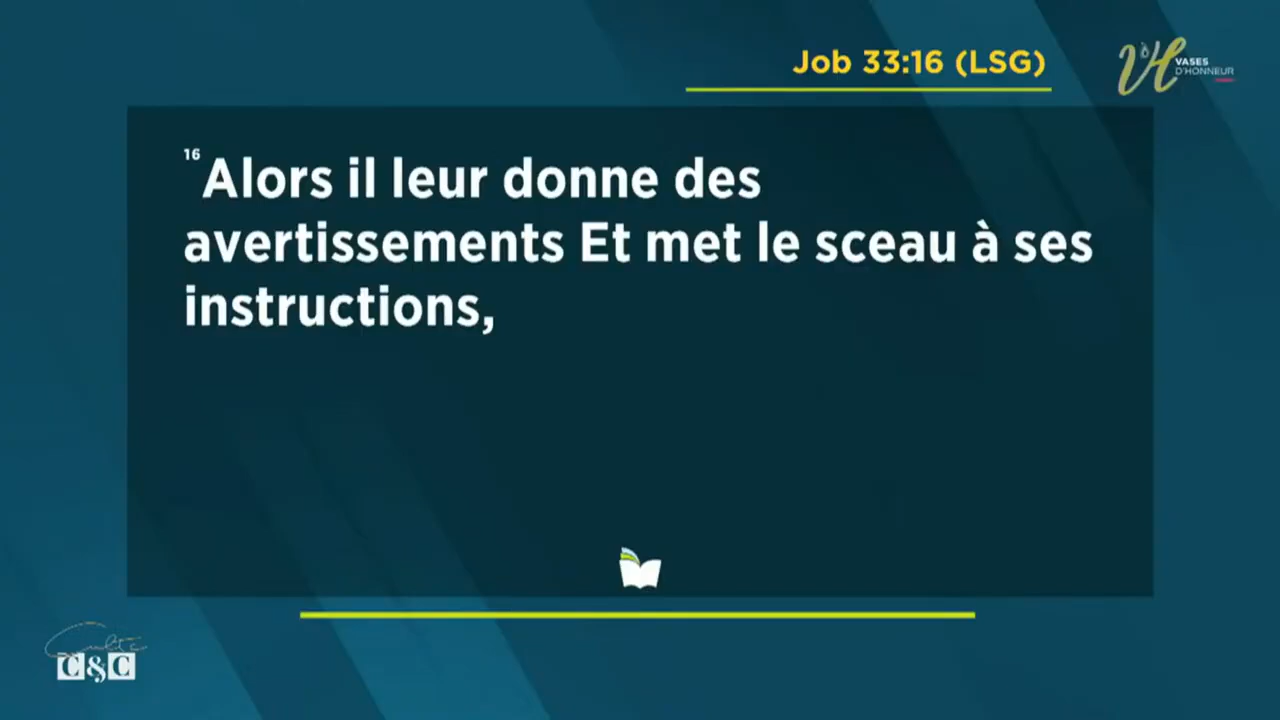 Job 33:16 (LSG)
VASES
D'HONNEUR
16 Alors il leur donne des
avertissements Et met le sceau à ses
instructions,
C&C